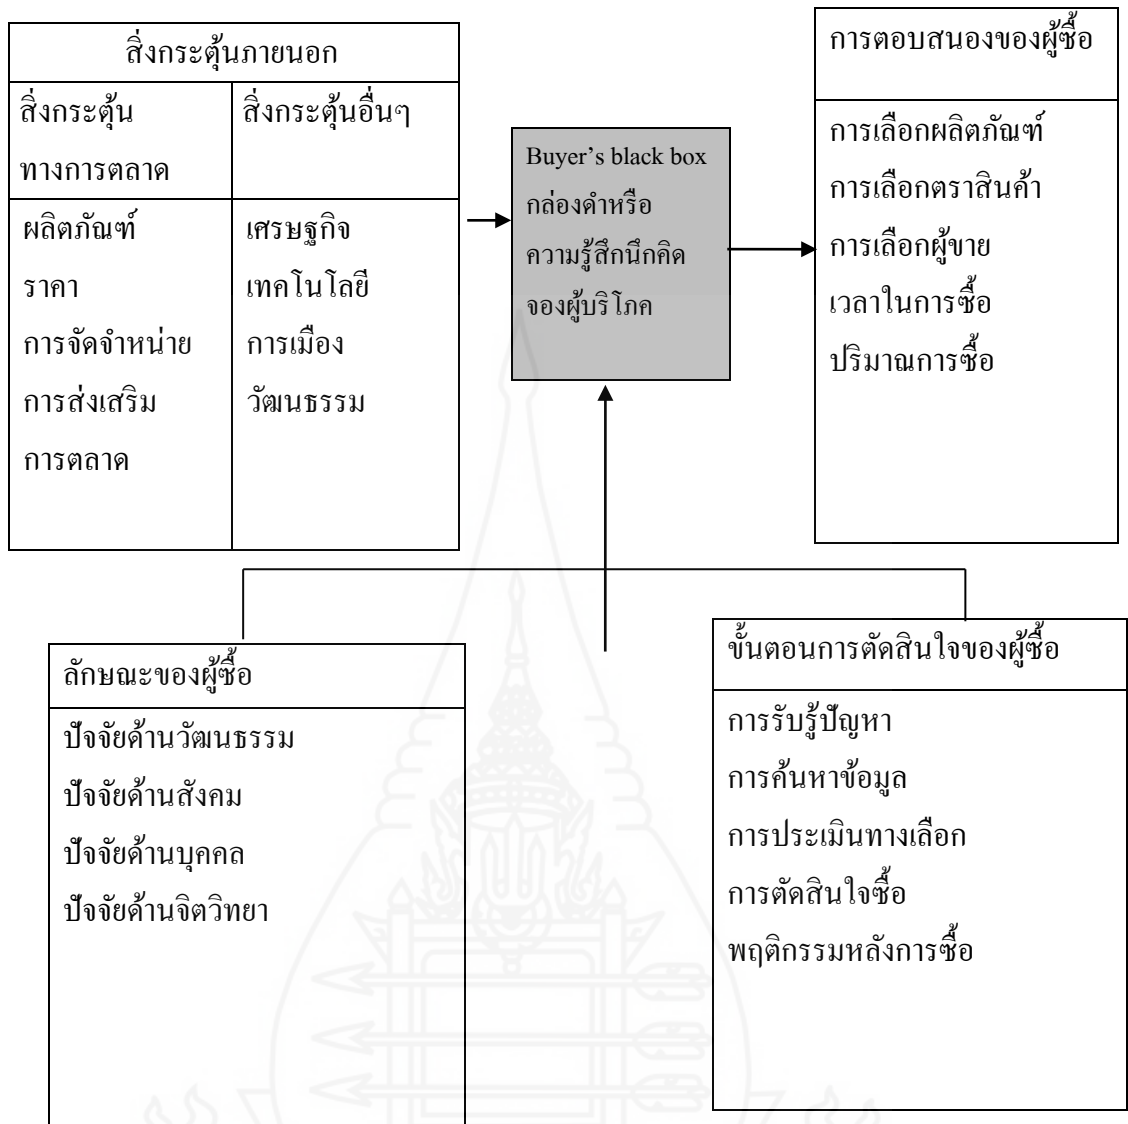 สิ่งกระตุ้นภายนอก
สิ่งกระตุ้น
ทางการตลาด
สิ่งกระตุ้นอื่นๆ
ผลิตภัณฑ์
ราคา
การจัดจำหน่าย
การส่งเสริม
การตลาด
เศรษฐกิจ
เทคโนโลยี
การเมือง
วัฒนธรรม
Buyer's black box
กล่องดำหรือ
ความรู้สึกนึกคิด
จองผู้บริโภค
การตอบสนองของผู้ซื้อ
การเลือกผลิตภัณฑ์
การเลือกตราสินค้า
การเลือกผู้ขาย
เวลาในการซื้อ
ปริมาณการซื้อ
ลักษณะของผู้ซื้อ
ปัจจัยด้านวัฒนธรรม
ปัจจัยด้านสังคม
ปัจจัยด้านบุคคล
ปัจจัยด้านจิตวิทยา
ขั้นตอนการตัดสินใจของผู้ซื้อ
การรับรู้ปัญหา
การค้นหาข้อมูล
การประเมินทางเลือก
การตัดสินใจซื้อ
พฤติกรรมหลังการซื้อ